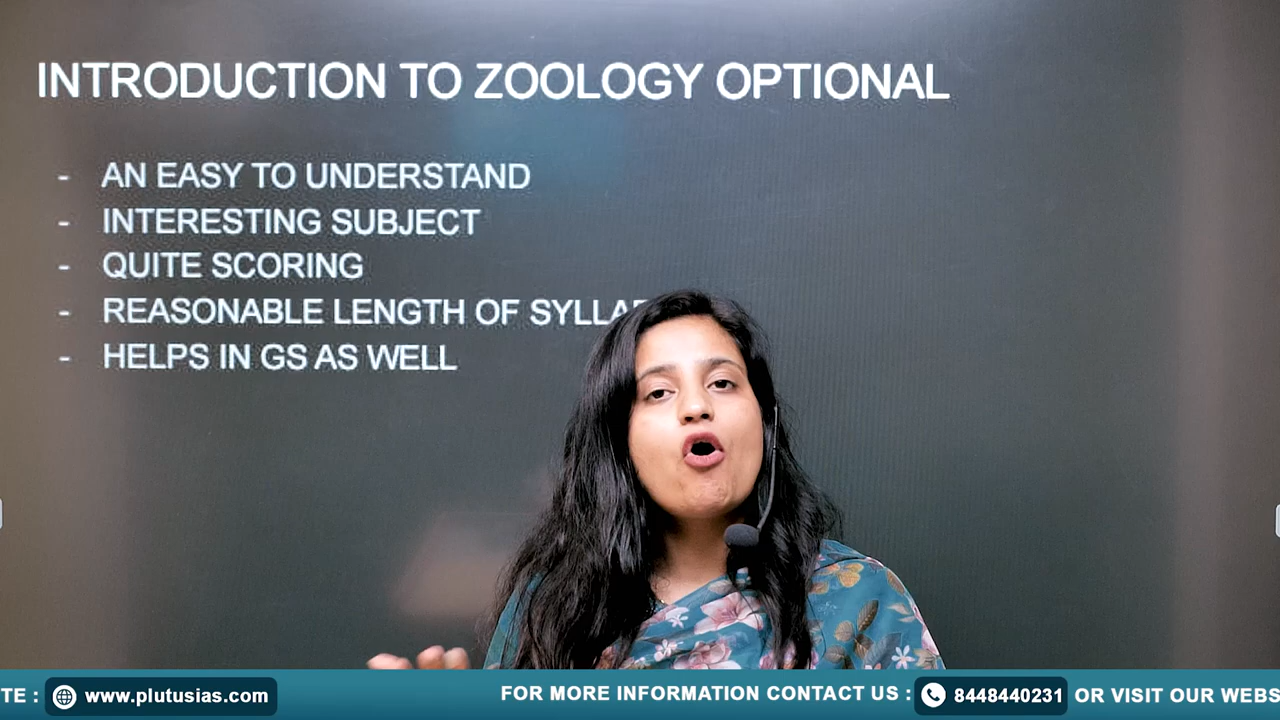 INTRODUCTION TO ZOOLOGY OPTIONAL
- AN EASY TO UNDERSTAND
- INTERESTING SUBJECT
- QUITE SCORING
- REASONABLE LENGTH OF
- HELPS IN GS AS WELL
TE : www.plutusias.com FOR MORE INFORMATION CONTACT US : 8448440231 OR VISIT OUR WEBS